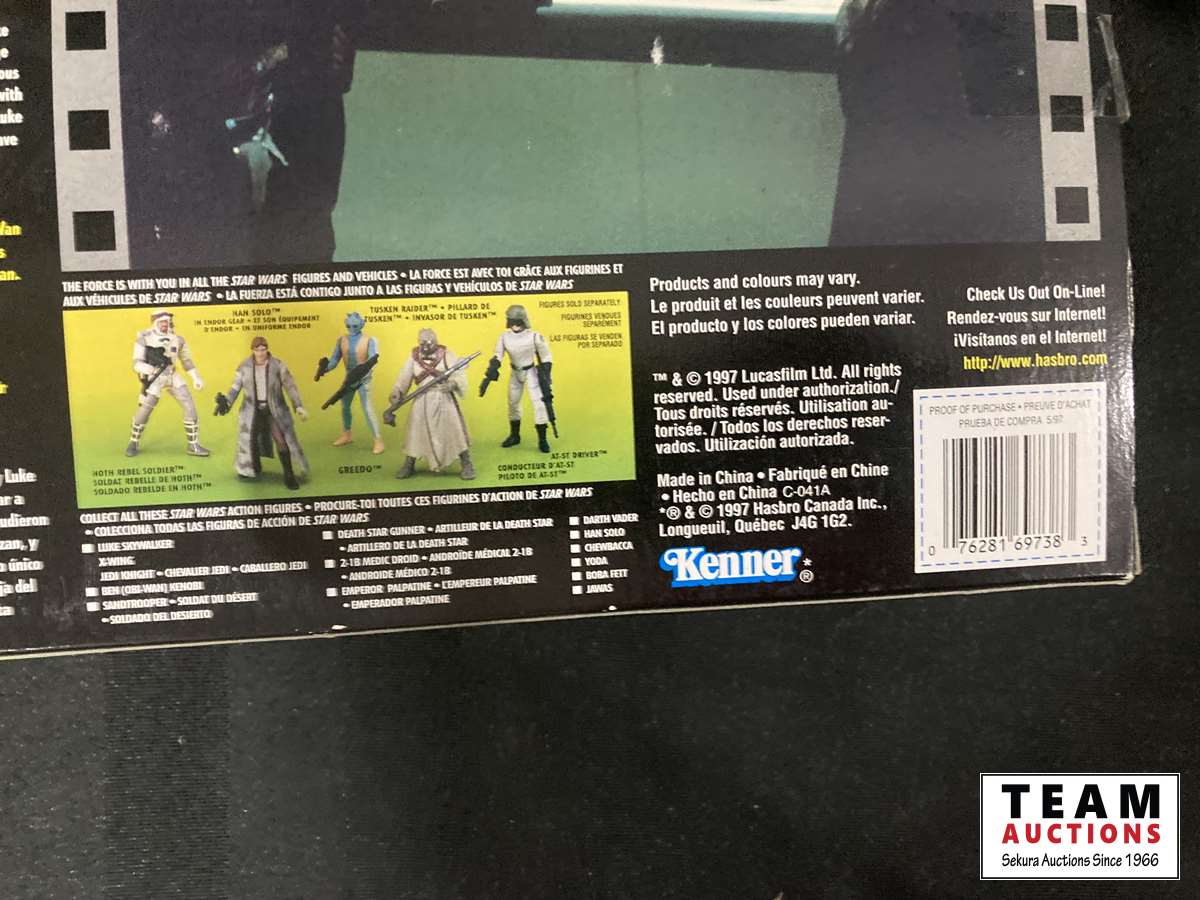 ous
with
uke
Van
an.
y Luke
ar a
udieron
zan, y
o único
ja del
ca
THE FORCE IS WITH YOU IN ALL THE STAR WARS FIGURES AND VEHICLES • LA FORCE EST AVEC TOI GRÂCE AUX FIGURINES ET
AUX VÉHICULES DE STAR WARS • LA FUERZA ESTÁ CONTIGO JUNTO A LAS FIGURAS Y VEHÍCULOS DE STAR WARS
HAN SOLO™
IN ENDOR GEAR • ET SON ÉQUIPEMENT
D'ENDOR • EN UNIFORME ENDOR
TUSKEN RAIDER™ • PILLARD DE
TUSKEN™ • INVASOR DE TUSKEN™
FIGURES SOLD SEPARATELY
FIGURINES VENDUES
SÉPARÉMENT
LAS FIGURAS SE VENDEN
POR SEPARADO
HOTH REBEL SOLDIER™
SOLDAT REBELLE DE HOTH™
SOLDADO REBELDE EN HOTH™
GREEDO™
AT-ST DRIVER™
CONDUCTEUR D'AT-ST
PILOTO DE AT-ST™
COLLECT ALL THESE STAR WARS ACTION FIGURES • PROCURE-TOI TOUTES CES FIGURINES D'ACTION DE STAR WARS
• COLECCIONA TODAS LAS FIGURAS DE ACCIÓN DE STAR WARS
LUKE SKYWALKER
X-WING
JEDI KNIGHT • CHEVALIER JEDI • CABALLERO JEDI
BEN (OBI-WAN) KENOBI
SANDTROOPER • SOLDAT DU DÉSERT
• SOLDADO DEL DESIERTO
DEATH STAR GUNNER • ARTILLEUR DE LA DEATH STAR
• ARTILLERO DE LA DEATH STAR
2-1B MEDIC DROID • ANDROÏDE MÉDICAL 2-1B
• ANDROIDE MÉDICO 2-1B
EMPEROR PALPATINE • L'EMPEREUR PALPATINE
• EMPERADOR PALPATINE
DARTH VADER
HAN SOLO
CHEWBACCA
YODA
BOBA FETT
JAWAS
Products and colours may vary.
Le produit et les couleurs peuvent varier.
El producto y los colores pueden variar.
™ & © 1997 Lucasfilm Ltd. All rights
reserved. Used under authorization./
Tous droits réservés. Utilisation au-
torisée. / Todos los derechos reser-
vados. Utilización autorizada.
Made in China • Fabriqué en Chine
• Hecho en China C-041A
*® & © 1997 Hasbro Canada Inc.,
Longueuil, Québec J4G 1G2.
Kenner*®
Check Us Out On-Line!
Rendez-vous sur Internet!
¡Visítanos en el Internet!
http://www.hasbro.com
PROOF OF PURCHASE • PREUVE D'ACHAT
PRUEBA DE COMPRA 5/97
0 76281 69738 3
TEAM
AUCTIONS
Sekura Auctions Since 1966